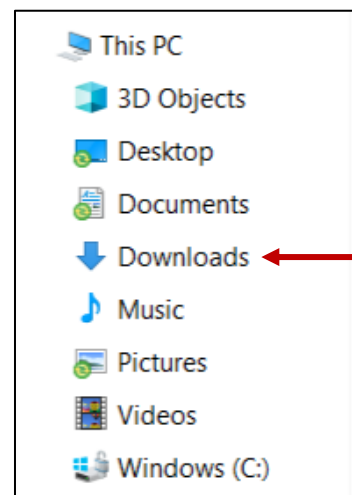 This PC
3D Objects
Desktop
Documents
Downloads
Music
Pictures
Videos
Windows (C:)